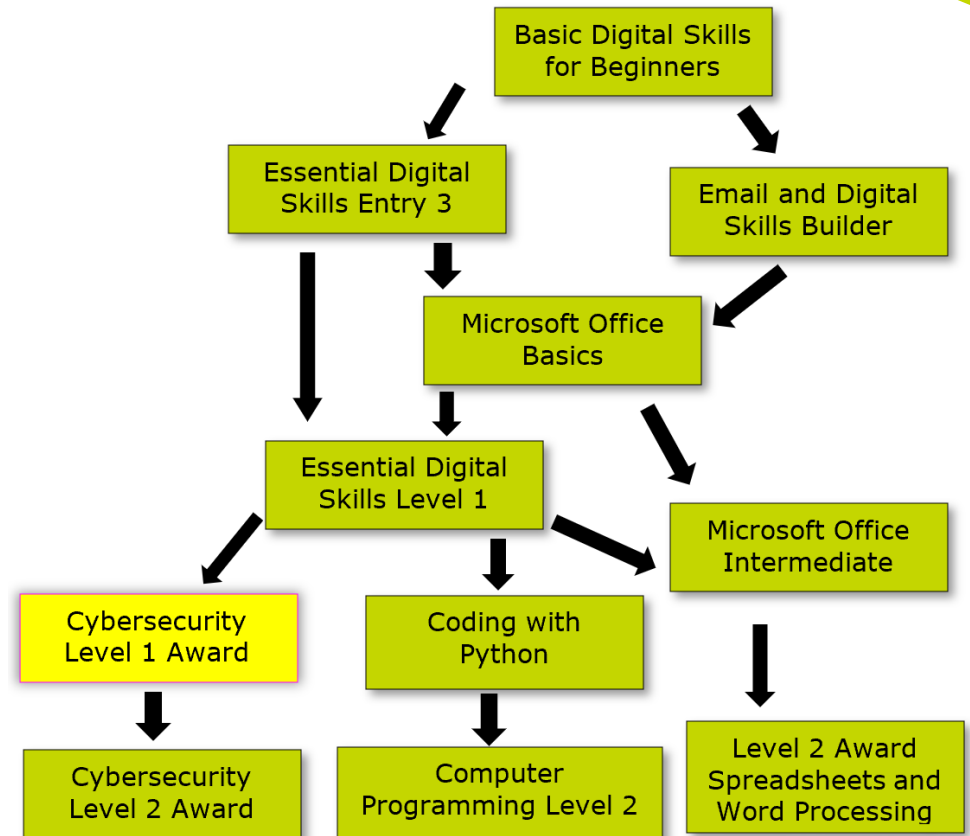 Basic Digital Skills
for Beginners
Essential Digital
Skills Entry 3
Email and Digital
Skills Builder
Microsoft Office
Basics
Essential Digital
Skills Level 1
Microsoft Office
Intermediate
Cybersecurity
Level 1 Award
Coding with
Python
Cybersecurity
Level 2 Award
Computer
Programming Level 2
Level 2 Award
Spreadsheets and
Word Processing